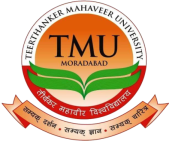 TEERTHANKER MAHAVEER UNIVERSITY
TMU
MORADABAD
तीर्थंकर महावीर विश्वविद्यालय
सम्यक् दर्शन • सम्यक् ज्ञान • सम्यक् चारित्र